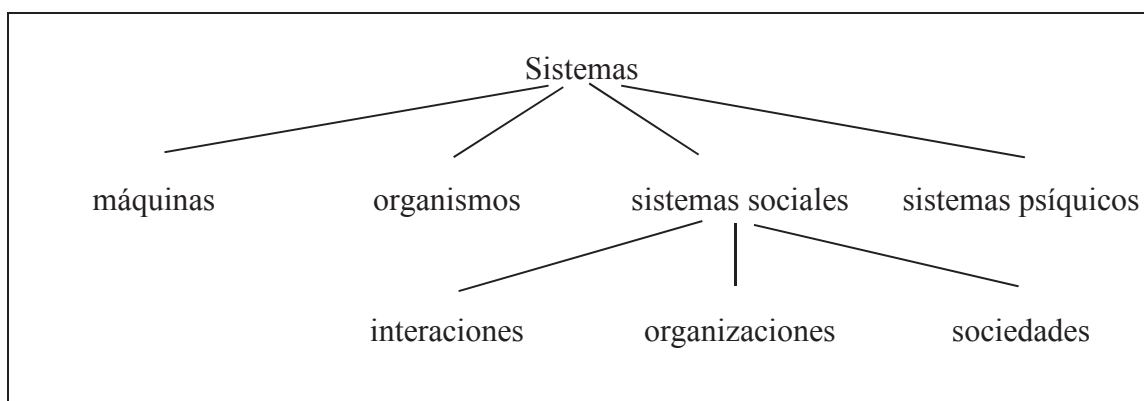 Sistemas
máquinas organismos sistemas sociales sistemas psíquicos
interaciones organizaciones sociedades